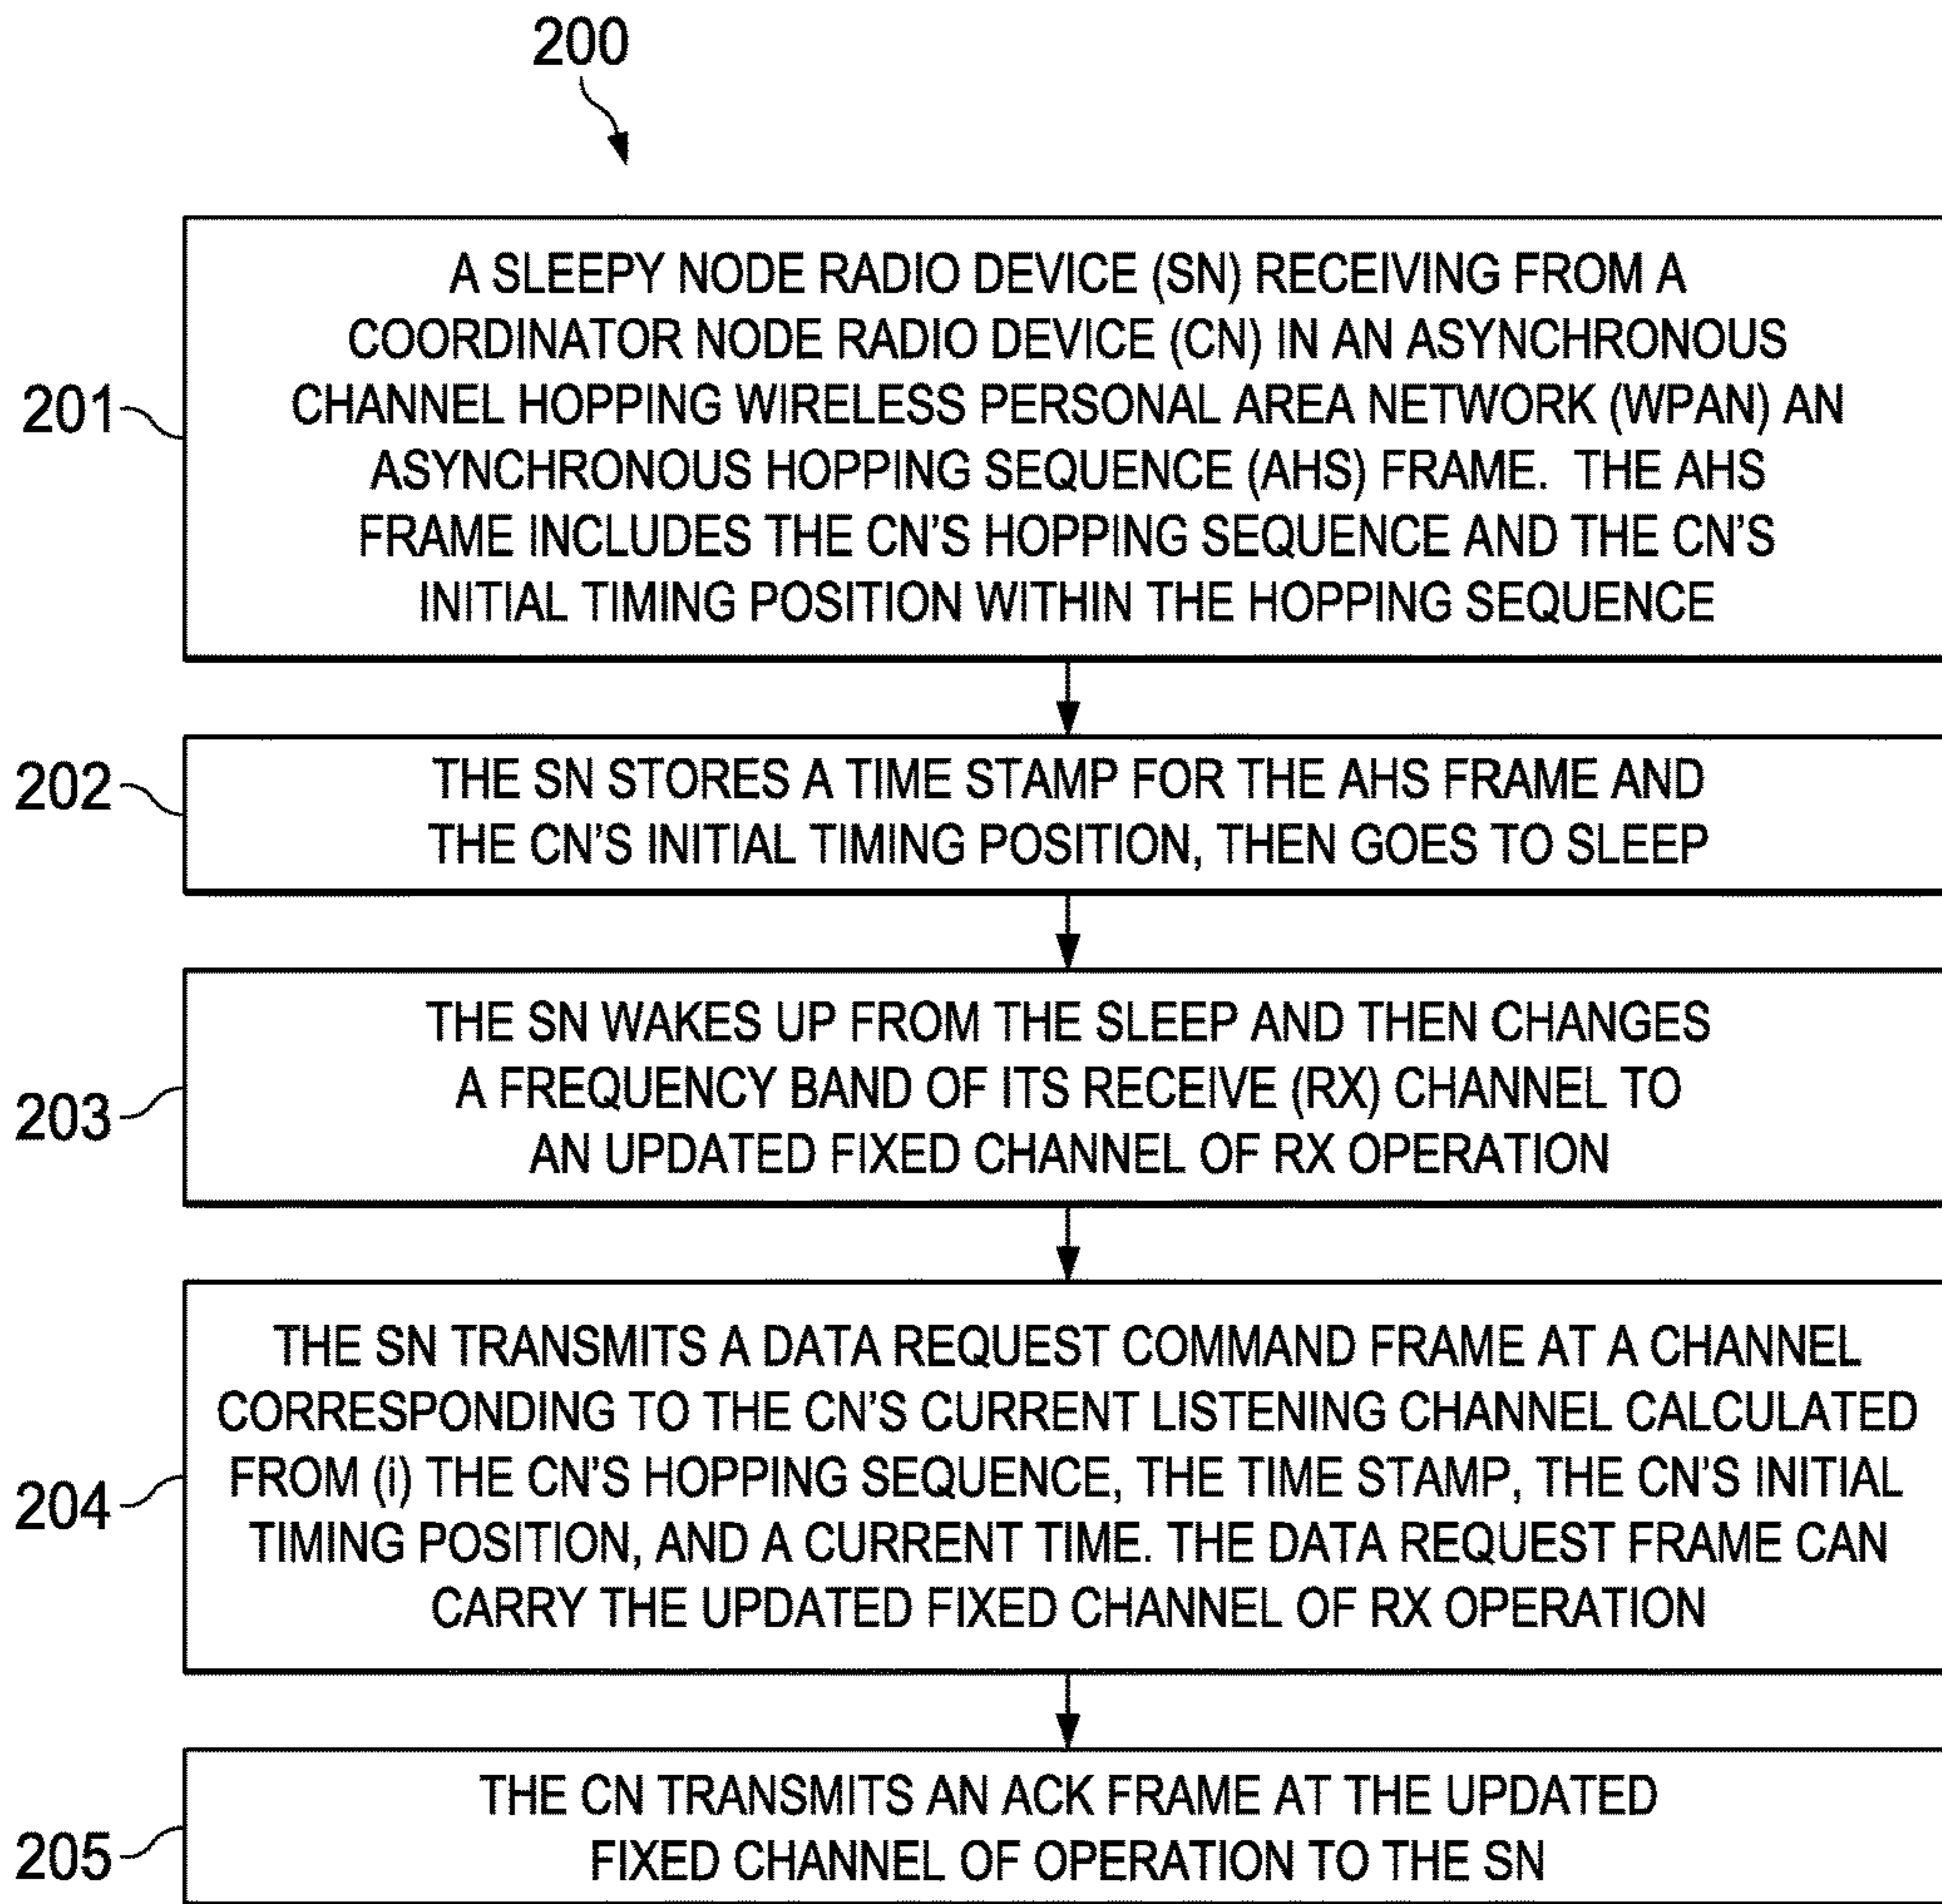 200
201
A SLEEPY NODE RADIO DEVICE (SN) RECEIVING FROM A
COORDINATOR NODE RADIO DEVICE (CN) IN AN ASYNCHRONOUS
CHANNEL HOPPING WIRELESS PERSONAL AREA NETWORK (WPAN) AN
ASYNCHRONOUS HOPPING SEQUENCE (AHS) FRAME. THE AHS
FRAME INCLUDES THE CN'S HOPPING SEQUENCE AND THE CN'S
INITIAL TIMING POSITION WITHIN THE HOPPING SEQUENCE
202
THE SN STORES A TIME STAMP FOR THE AHS FRAME AND
THE CN'S INITIAL TIMING POSITION, THEN GOES TO SLEEP
203
THE SN WAKES UP FROM THE SLEEP AND THEN CHANGES
A FREQUENCY BAND OF ITS RECEIVE (RX) CHANNEL TO
AN UPDATED FIXED CHANNEL OF RX OPERATION
204
THE SN TRANSMITS A DATA REQUEST COMMAND FRAME AT A CHANNEL
CORRESPONDING TO THE CN'S CURRENT LISTENING CHANNEL CALCULATED
FROM (i) THE CN'S HOPPING SEQUENCE, THE TIME STAMP, THE CN'S INITIAL
TIMING POSITION, AND A CURRENT TIME. THE DATA REQUEST FRAME CAN
CARRY THE UPDATED FIXED CHANNEL OF RX OPERATION
205
THE CN TRANSMITS AN ACK FRAME AT THE UPDATED
FIXED CHANNEL OF OPERATION TO THE SN